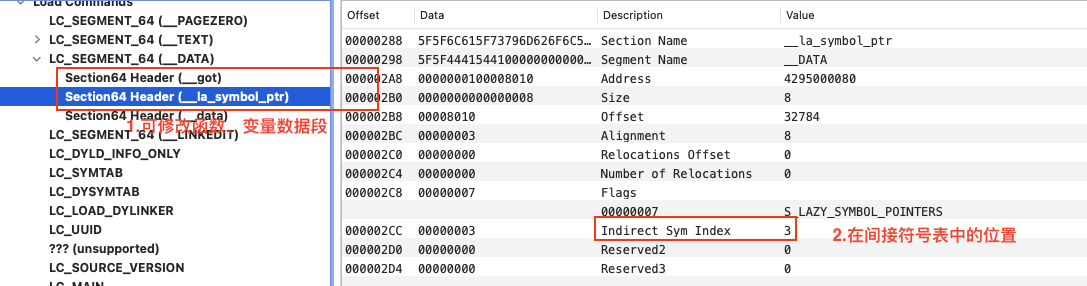 Load Commands
LC_SEGMENT_64 (__PAGEZERO)
LC_SEGMENT_64 (__TEXT)
LC_SEGMENT_64 (__DATA)
Section64 Header (__got)
Section64 Header (__la_symbol_ptr)
Section64 Header (__data)
1.可修改函数、变量数据段
LC_SEGMENT_64 (__LINKEDIT)
LC_DYLD_INFO_ONLY
LC_SYMTAB
LC_DYSYMTAB
LC_LOAD_DYLINKER
LC_UUID
??? (unsupported)
LC_SOURCE_VERSION
LC_MAIN
Offset Data Description Value
00000288 5F5F6C615F73796D626F6C5... Section Name __la_symbol_ptr
00000298 5F5F4441544100000000000... Segment Name __DATA
000002A8 0000000100008010 Address 4295000080
000002B0 0000000000000008 Size 8
000002B8 00008010 Offset 32784
000002BC 00000003 Alignment 8
000002C0 00000000 Relocations Offset 0
000002C4 00000000 Number of Relocations 0
000002C8 00000007 Flags
00000007 S_LAZY_SYMBOL_POINTERS
000002CC 00000003 Indirect Sym Index 3
2.在间接符号表中的位置
000002D0 00000000 Reserved2 0
000002D4 00000000 Reserved3 0